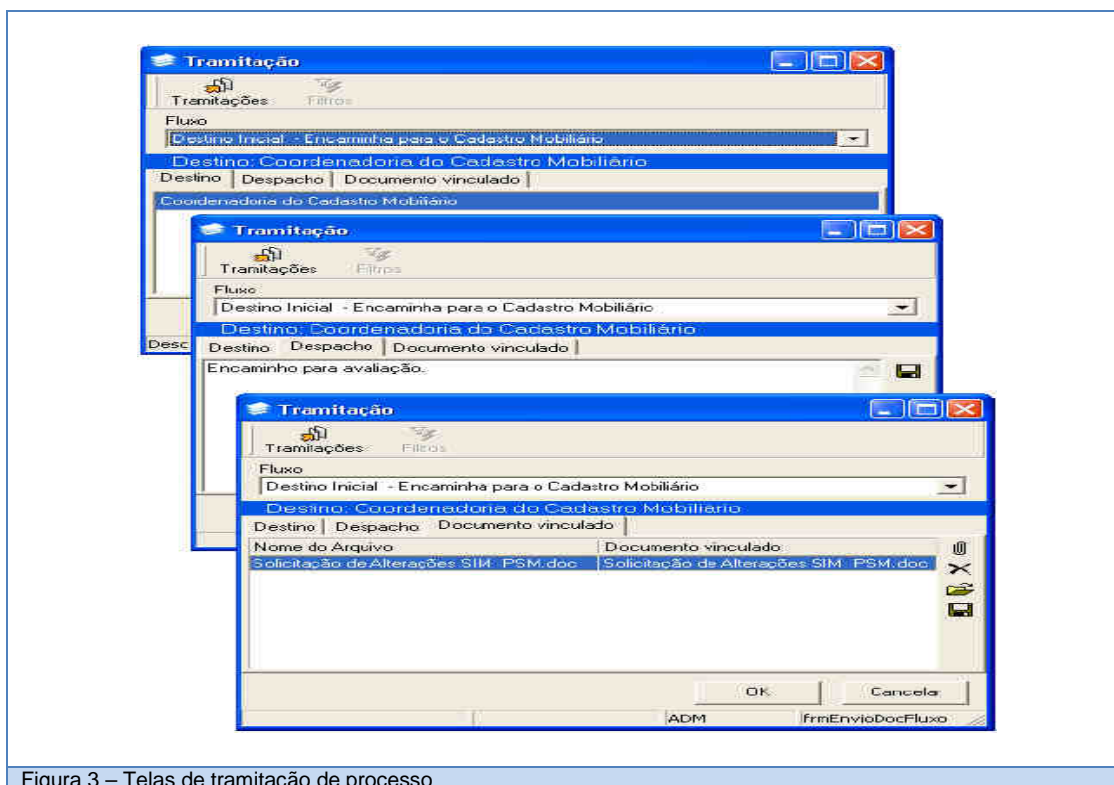 Tramitação
Tramitações Filtros
Fluxo
Destino Inicial - Encaminha para o Cadastro Mobiliário
Destino: Coordenadoria do Cadastro Mobiliário
Destino Despacho Documento vinculado
Coordenadoria do Cadastro Mobiliário
Desc
Tramitação
Tramitações Filtros
Fluxo
Destino Inicial - Encaminha para o Cadastro Mobiliário
Destino: Coordenadoria do Cadastro Mobiliário
Destino Despacho Documento vinculado
Encaminho para avaliação.
Tramitação
Tramitações Filtros
Fluxo
Destino Inicial - Encaminha para o Cadastro Mobiliário
Destino: Coordenadoria do Cadastro Mobiliário
Destino Despacho Documento vinculado
Nome do Arquivo Documento vinculado
Solicitação de Alterações SIM PSM.doc Solicitação de Alterações SIM PSM.doc
OK Cancela
ADM frmEnvioDocFluxo
Figura 3 – Telas de tramitação de processo